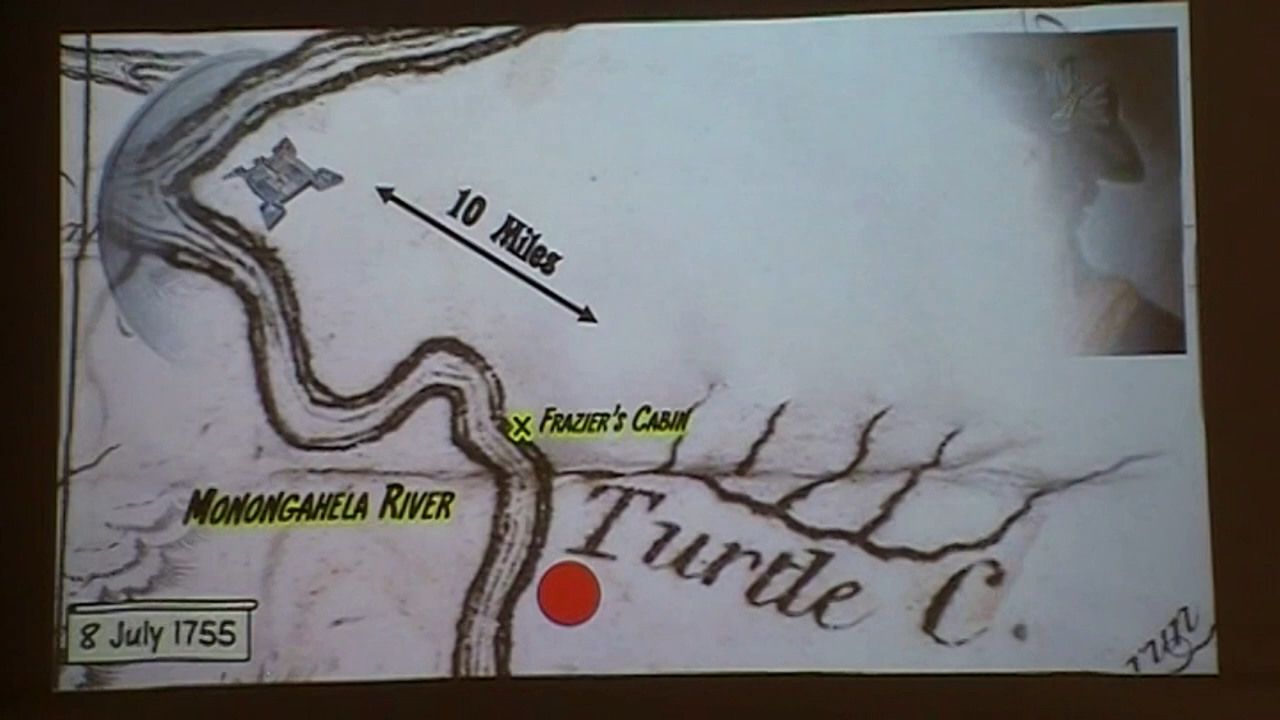 10 Miles
Frazier's Cabin
Monongahela River
Turtle C.
8 July 1755